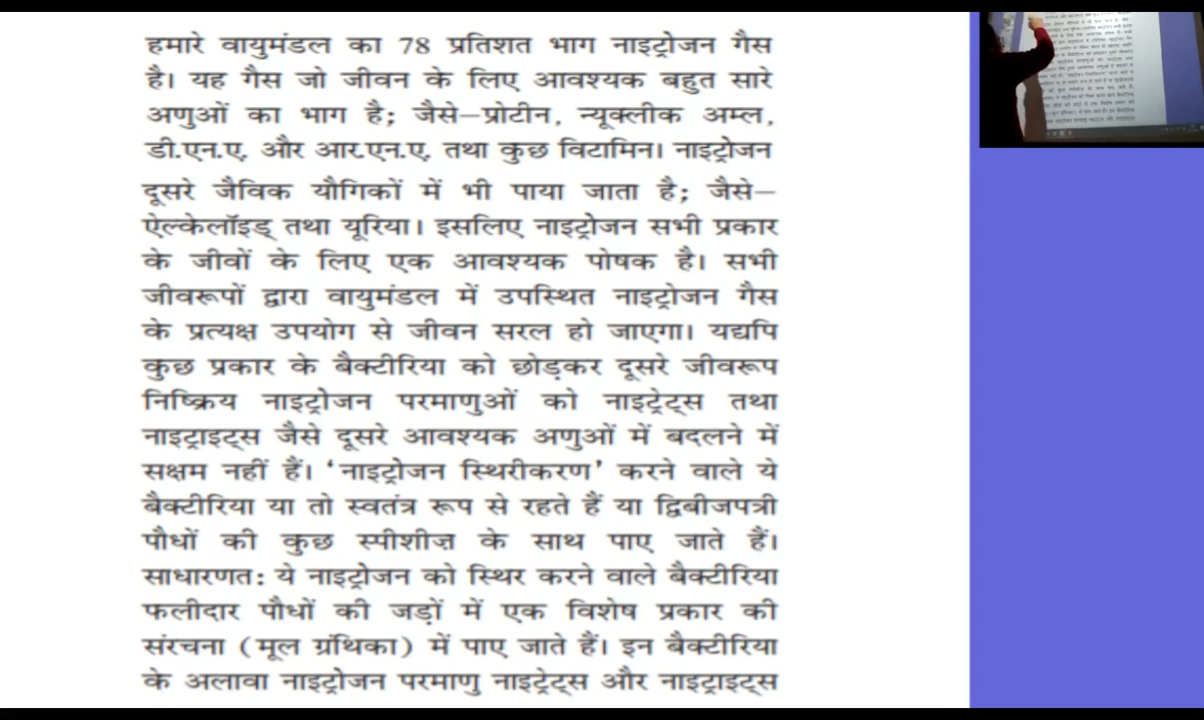 हमारे वायुमंडल का 78 प्रतिशत भाग नाइट्रोजन गैस
है। यह गैस जो जीवन के लिए आवश्यक बहुत सारे
अणुओं का भाग है; जैसे–प्रोटीन, न्यूक्लीक अम्ल,
डी.एन.ए. और आर.एन.ए. तथा कुछ विटामिन। नाइट्रोजन
दूसरे जैविक यौगिकों में भी पाया जाता है; जैसे–
ऐल्केलॉइड् तथा यूरिया। इसलिए नाइट्रोजन सभी प्रकार
के जीवों के लिए एक आवश्यक पोषक है। सभी
जीवरूपों द्वारा वायुमंडल में उपस्थित नाइट्रोजन गैस
के प्रत्यक्ष उपयोग से जीवन सरल हो जाएगा। यद्यपि
कुछ प्रकार के बैक्टीरिया को छोड़कर दूसरे जीवरूप
निष्क्रिय नाइट्रोजन परमाणुओं को नाइट्रेट्स तथा
नाइट्राइट्स जैसे दूसरे आवश्यक अणुओं में बदलने में
सक्षम नहीं हैं। ‘नाइट्रोजन स्थिरीकरण’ करने वाले ये
बैक्टीरिया या तो स्वतंत्र रूप से रहते हैं या द्विबीजपत्री
पौधों की कुछ स्पीशीज़ के साथ पाए जाते हैं।
साधारणत: ये नाइट्रोजन को स्थिर करने वाले बैक्टीरिया
फलीदार पौधों की जड़ों में एक विशेष प्रकार की
संरचना (मूल ग्रंथिका) में पाए जाते हैं। इन बैक्टीरिया
के अलावा नाइट्रोजन परमाणु नाइट्रेट्स और नाइट्राइट्स